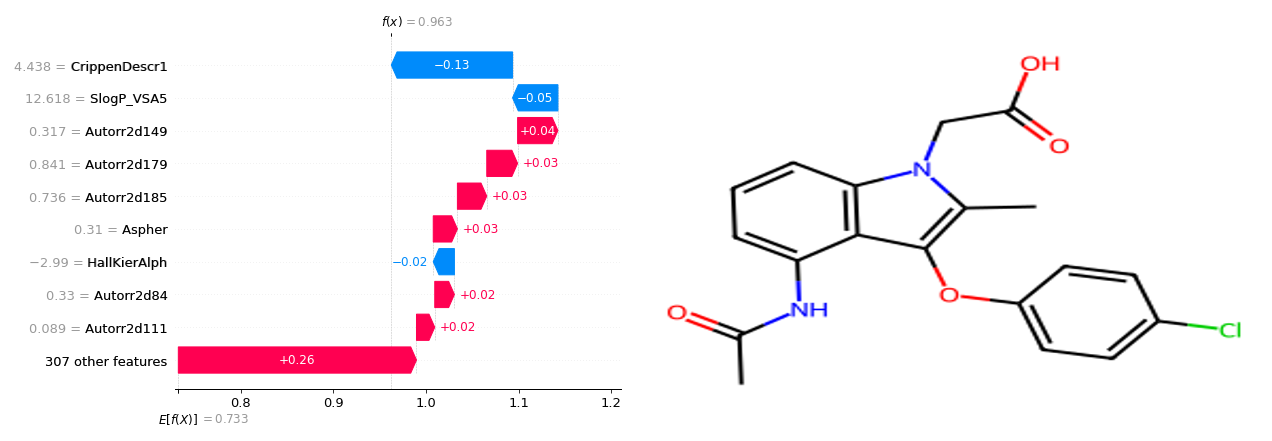 f(x) = 0.963
4.438 = CrippenDescr1
−0.13
12.618 = SlogP_VSA5
−0.05
0.317 = Autorr2d149
+0.04
0.841 = Autorr2d179
+0.03
0.736 = Autorr2d185
+0.03
0.31 = Aspher
+0.03
−2.99 = HallKierAlph
−0.02
0.33 = Autorr2d84
+0.02
0.089 = Autorr2d111
+0.02
307 other features
+0.26
0.8 0.9 1.0 1.1 1.2
E[f(X)] = 0.733
OH
O
N
O
NH
O
Cl